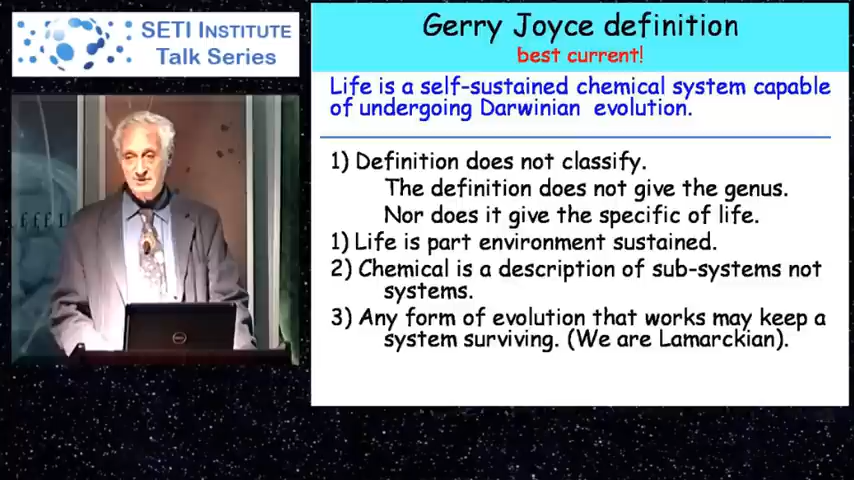 SETI INSTITUTE
Talk Series
Gerry Joyce definition
best current!
Life is a self-sustained chemical system capable
of undergoing Darwinian evolution.
1) Definition does not classify.
The definition does not give the genus.
Nor does it give the specific of life.
1) Life is part environment sustained.
2) Chemical is a description of sub-systems not
systems.
3) Any form of evolution that works may keep a
system surviving. (We are Lamarckian).
DELL